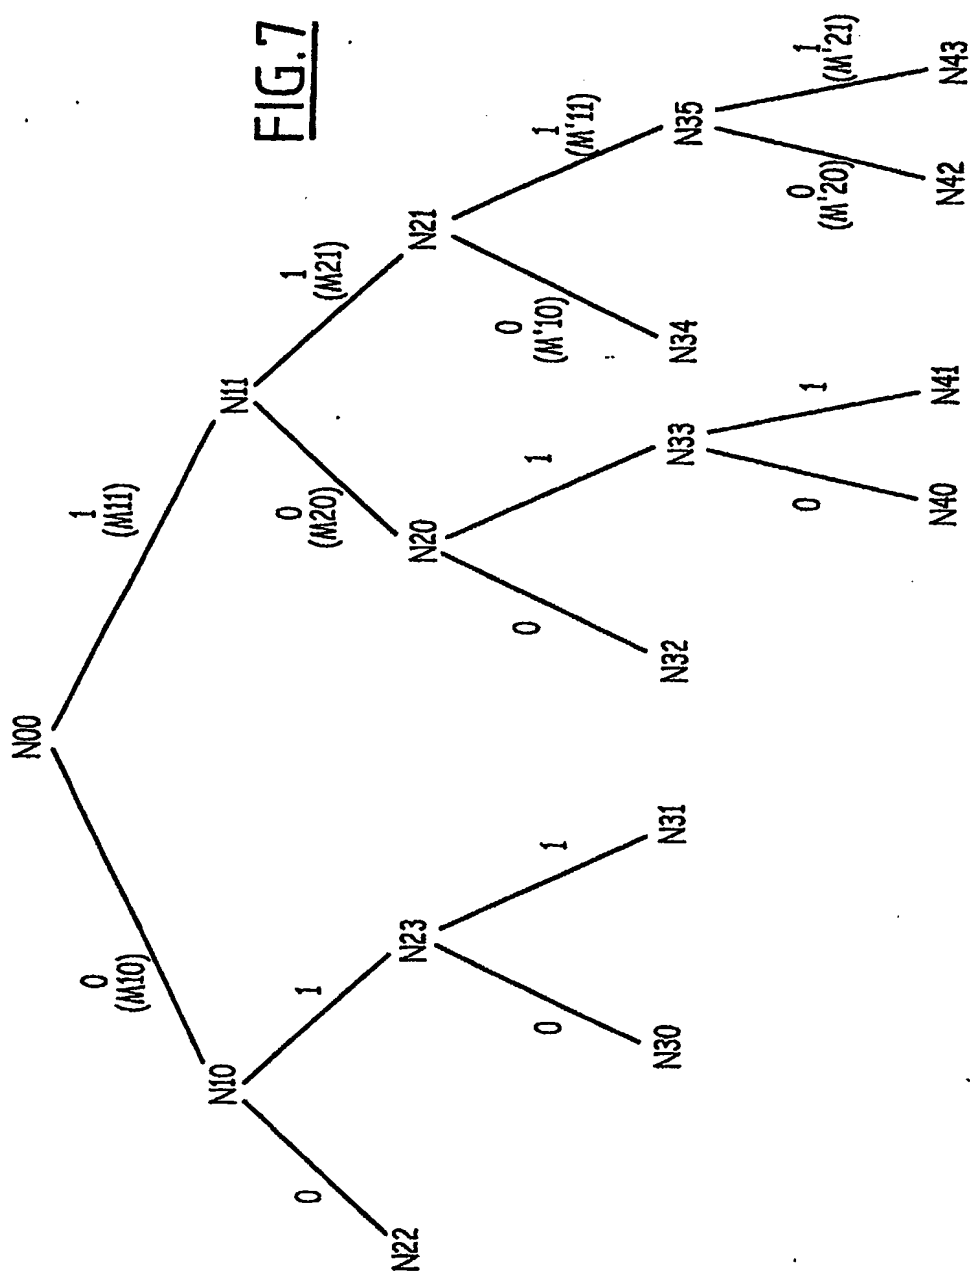 N00
0
(M10)
1
(M11)
FIG.7
N10
N11
0
1
0
(M20)
1
(M21)
N22
N23
N20
N21
0
1
0
1
0
(M'10)
1
(M'11)
N30
N31
N32
N33
N34
N35
0
1
0
(M'20)
1
(M'21)
N40
N41
N42
N43